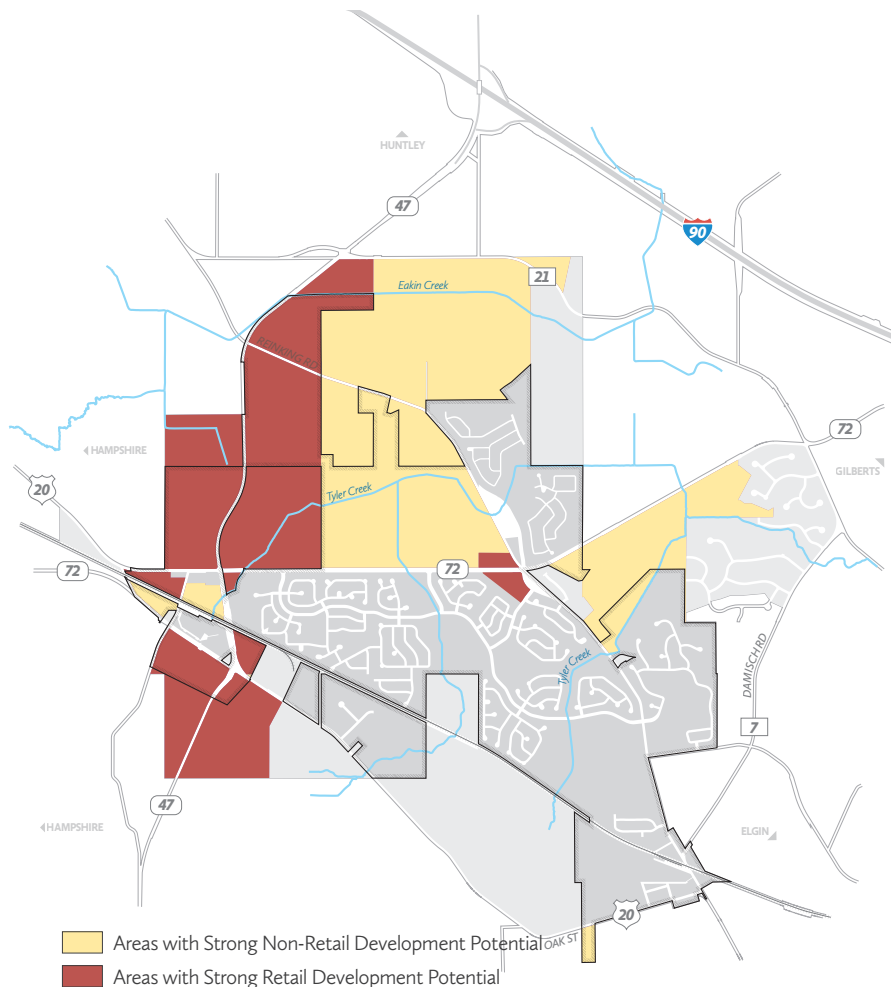 HUNTLEY
47
90
21
Eakin Creek
REINKING RD
72
HAMPSHIRE
GILBERTS
20
Tyler Creek
72
72
Tyler Creek
DAMISCH RD
7
47
HAMPSHIRE
ELGIN
20
OAK ST
Areas with Strong Non-Retail Development Potential
Areas with Strong Retail Development Potential